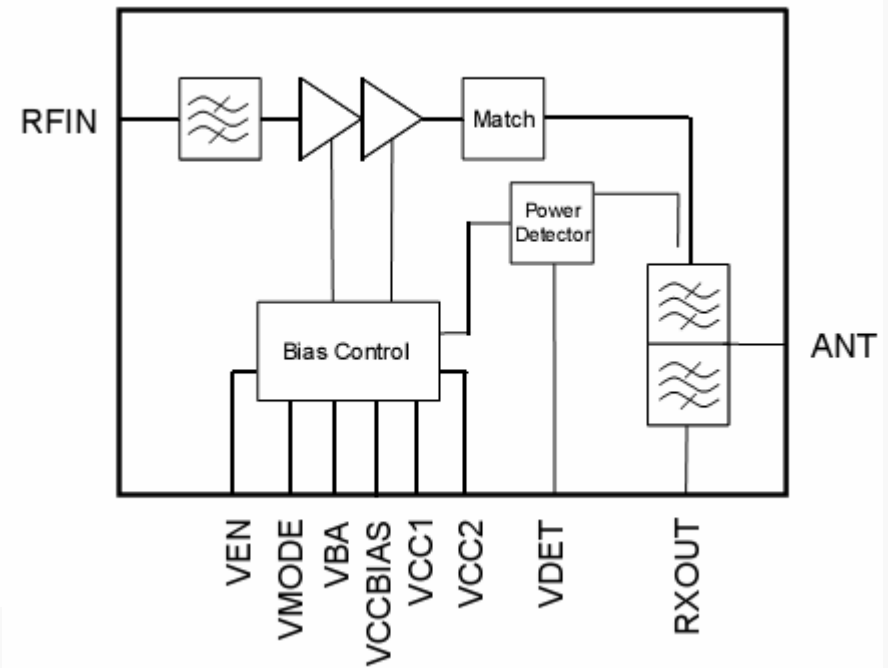 RFIN
Match
Power
Detector
Bias Control
ANT
VEN
VMODE
VBA
VCCBIAS
VCC1
VCC2
VDET
RXOUT